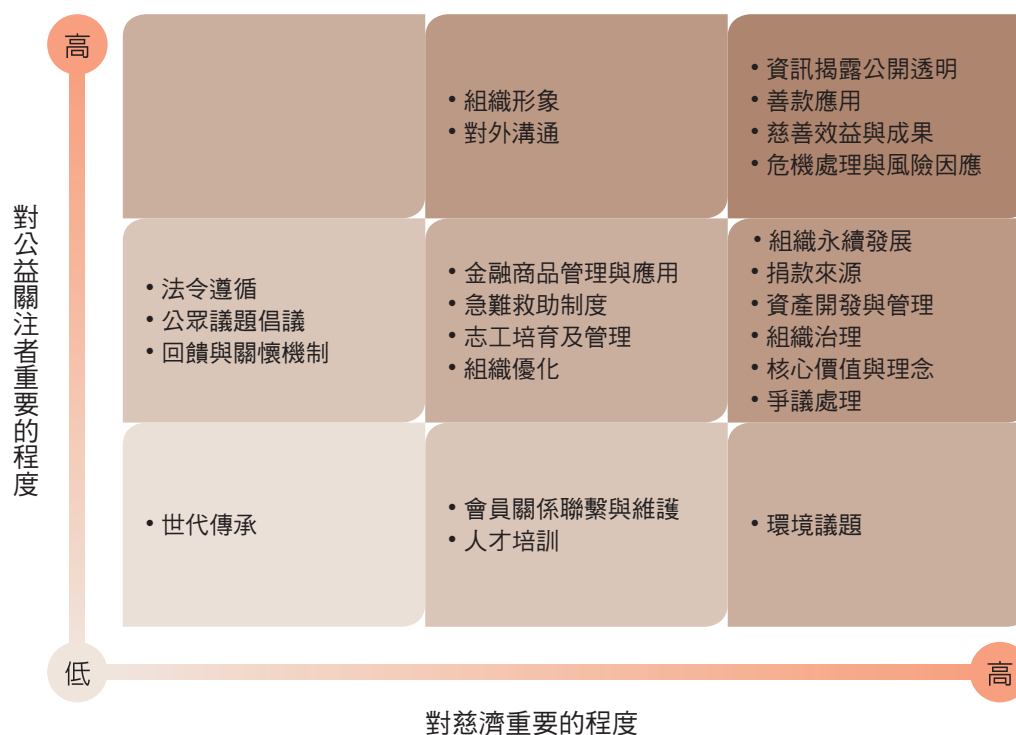 高
對公益關注者重要的程度
• 組織形象
• 對外溝通
• 資訊揭露公開透明
• 善款應用
• 慈善效益與成果
• 危機處理與風險因應
• 法令遵循
• 公眾議題倡議
• 回饋與關懷機制
• 金融商品管理與應用
• 急難救助制度
• 志工培育及管理
• 組織優化
• 組織永續發展
• 捐款來源
• 資產開發與管理
• 組織治理
• 核心價值與理念
• 爭議處理
• 世代傳承
• 會員關係聯繫與維護
• 人才培訓
• 環境議題
低
高
對慈濟重要的程度